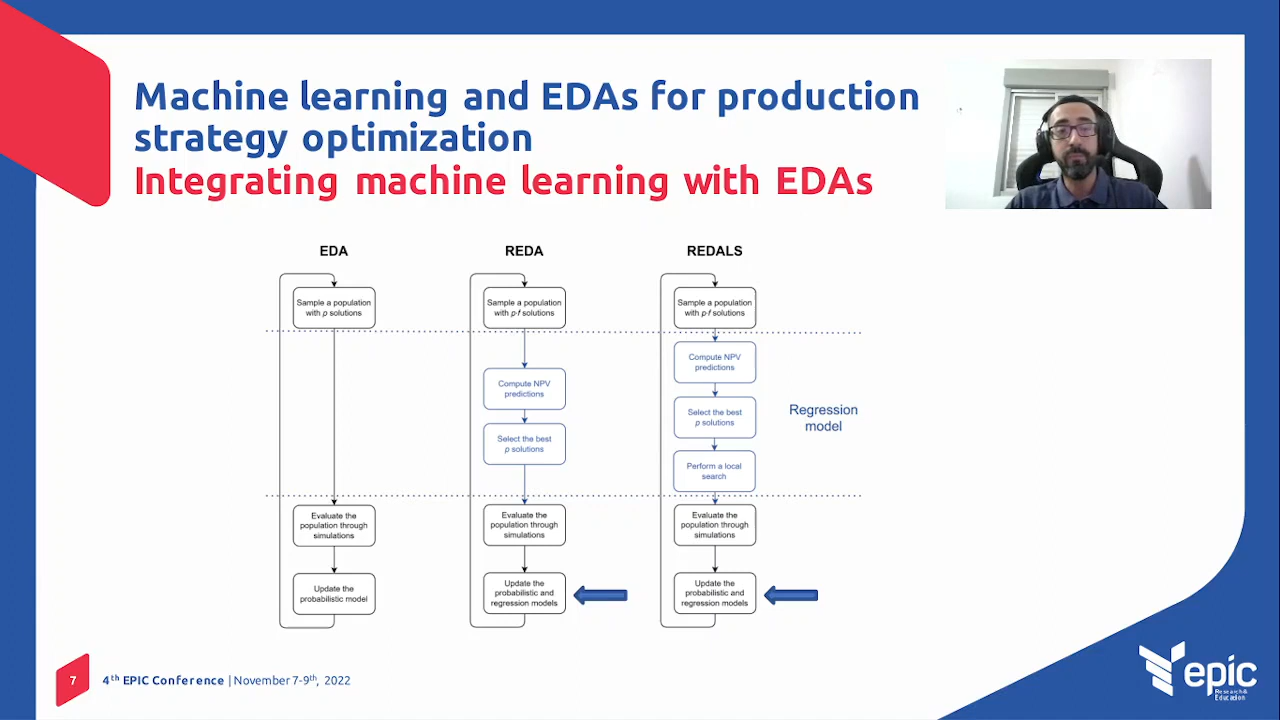 Machine learning and EDAs for production
strategy optimization
Integrating machine learning with EDAs
EDA
Sample a population
with p solutions
Evaluate the
population through
simulations
Update the
probabilistic model
REDA
Sample a population
with p·f solutions
Compute NPV
predictions
Select the best
p solutions
Evaluate the
population through
simulations
Update the
probabilistic and
regression models
REDALS
Sample a population
with p·f solutions
Compute NPV
predictions
Select the best
p solutions
Perform a local
search
Evaluate the
population through
simulations
Update the
probabilistic and
regression models
Regression
model
7
4th EPIC Conference | November 7-9th, 2022
epic
Research &
Education